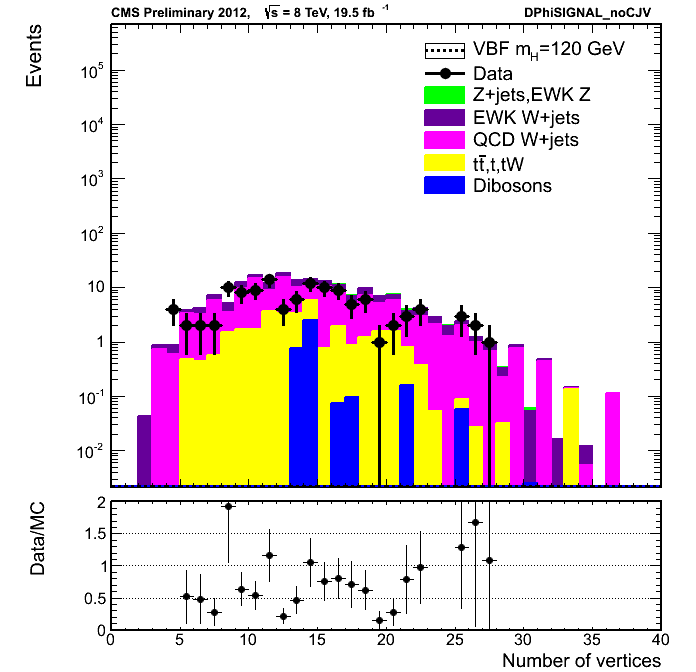 CMS Preliminary 2012, √s = 8 TeV, 19.5 fb⁻¹ DPhiSIGNAL_noCJV
Events
VBF m_H=120 GeV
Data
Z+jets,EWK Z
EWK W+jets
QCD W+jets
tt̄,t,tW
Dibosons
10⁵
10⁴
10³
10²
10
1
10⁻¹
10⁻²
Data/MC
2
1.5
1
0.5
0
0 5 10 15 20 25 30 35 40
Number of vertices